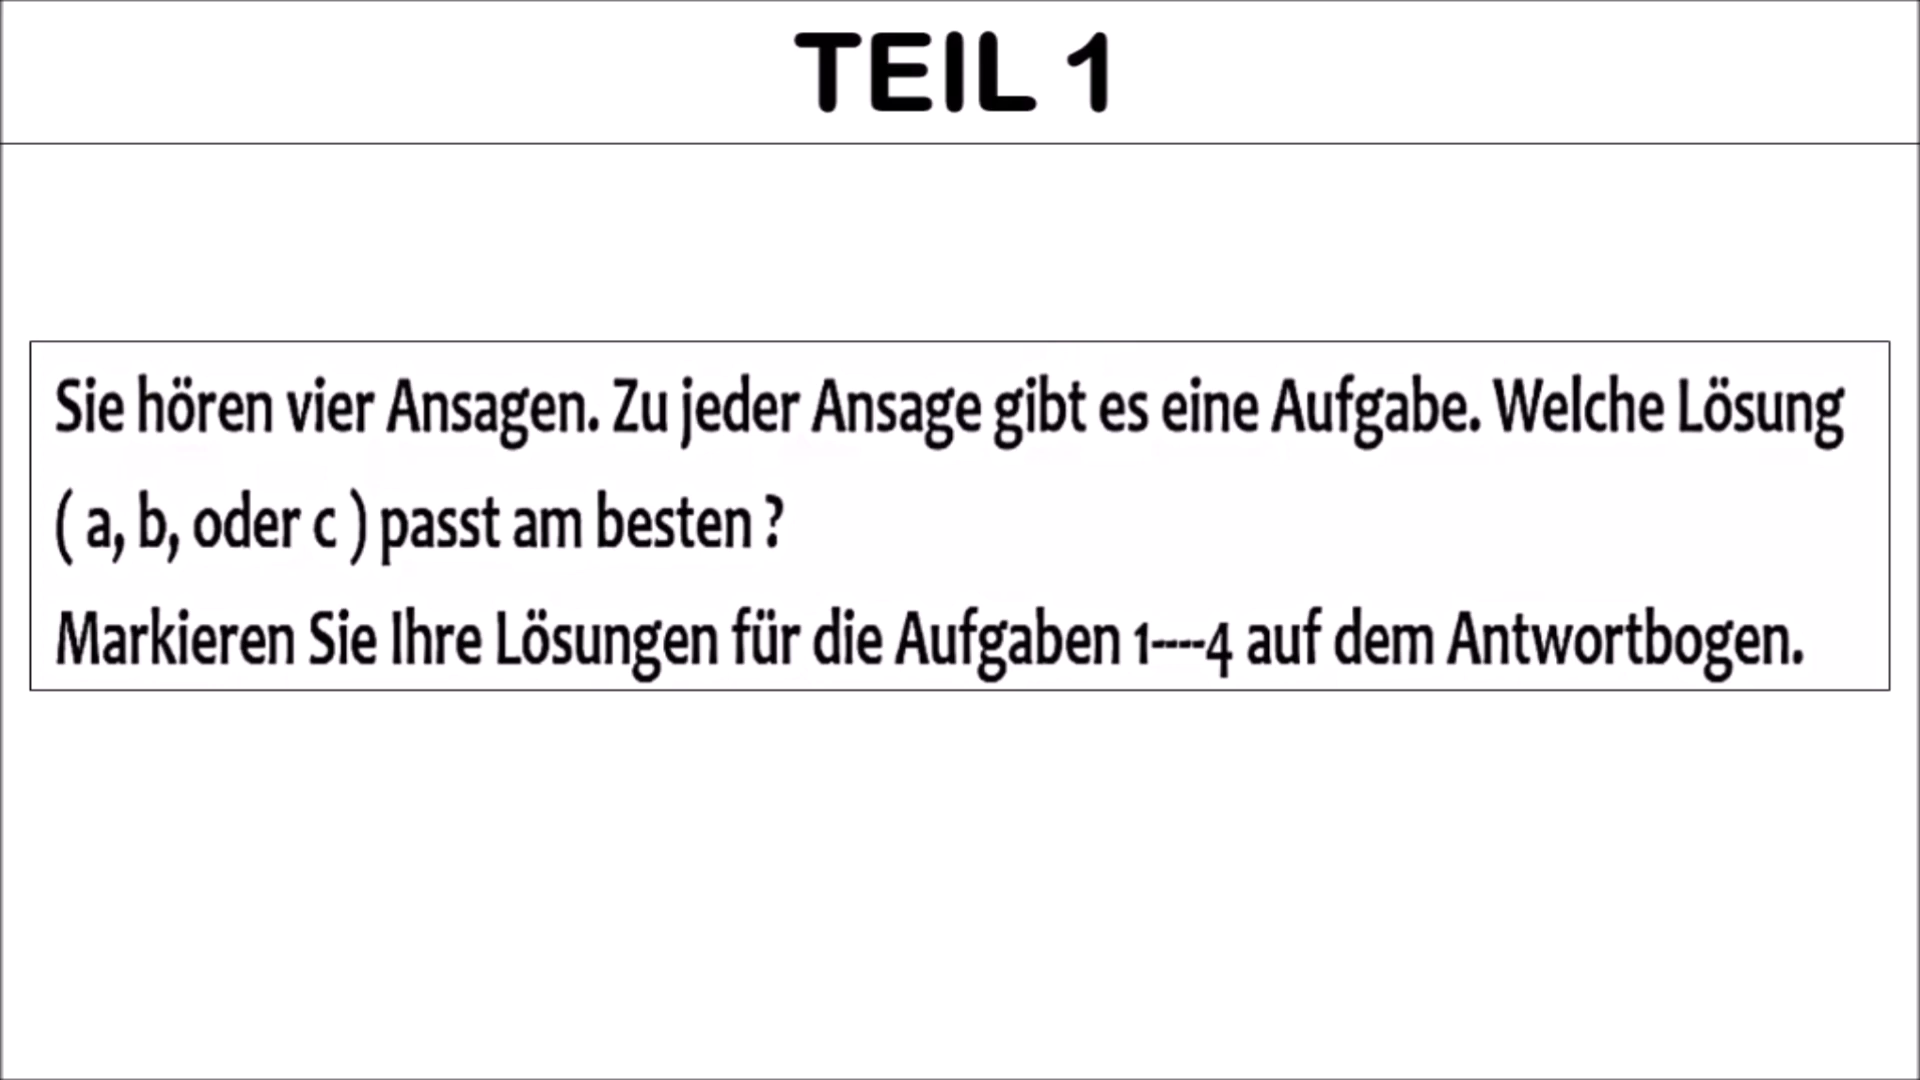 TEIL 1
Sie hören vier Ansagen. Zu jeder Ansage gibt es eine Aufgabe. Welche Lösung
( a, b, oder c ) passt am besten ?
Markieren Sie Ihre Lösungen für die Aufgaben 1----4 auf dem Antwortbogen.